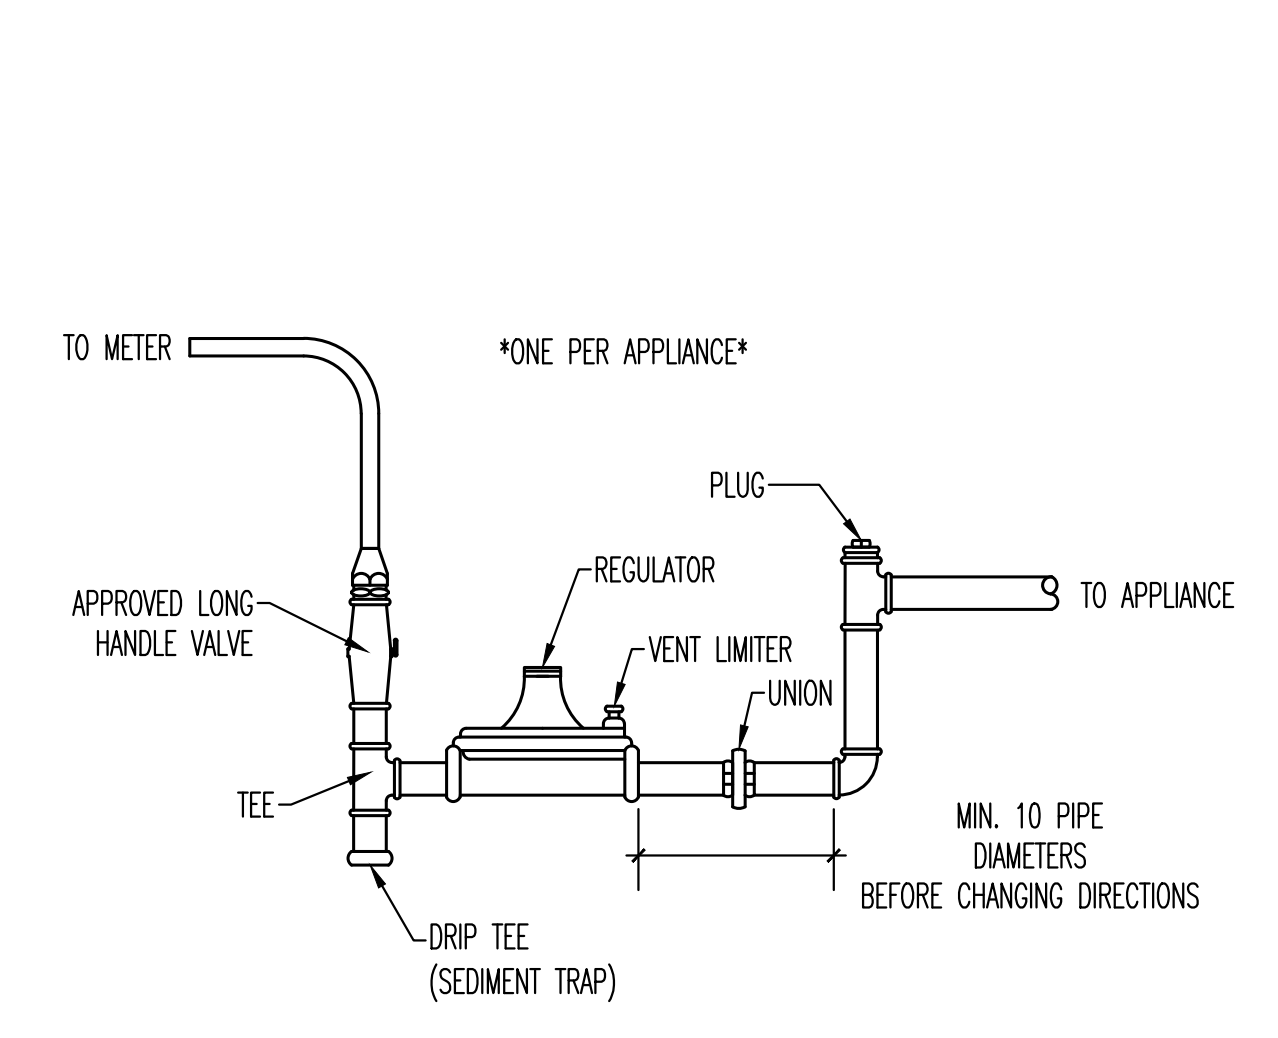 TO METER
*ONE PER APPLIANCE*
PLUG
REGULATOR
TO APPLIANCE
APPROVED LONG
HANDLE VALVE
VENT LIMITER
UNION
TEE
MIN. 10 PIPE
DIAMETERS
BEFORE CHANGING DIRECTIONS
DRIP TEE
(SEDIMENT TRAP)